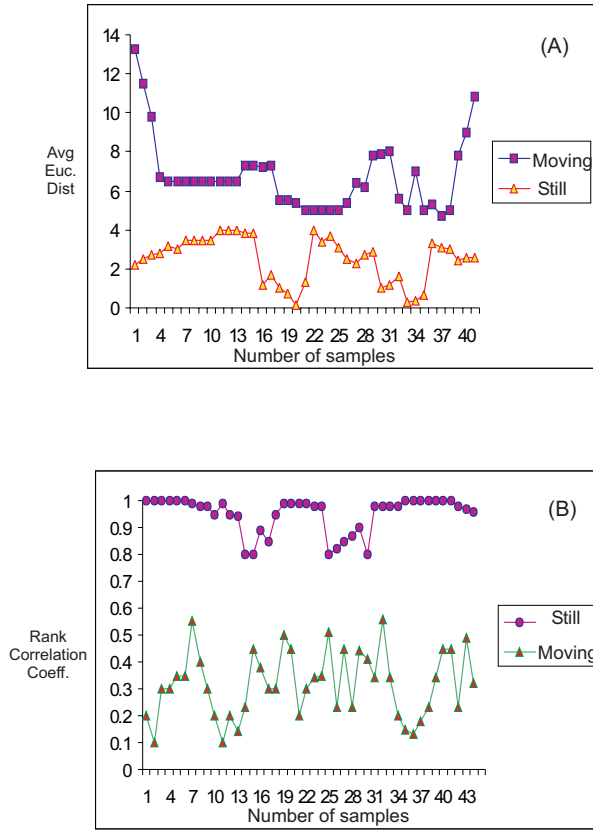 (A)
14
12
10
8
6
4
2
0
Avg
Euc.
Dist
Moving
Still
1 4 7 10 13 16 19 22 25 28 31 34 37 40
Number of samples
(B)
1
0.9
0.8
0.7
0.6
0.5
0.4
0.3
0.2
0.1
0
Rank
Correlation
Coeff.
Still
Moving
1 4 7 10 13 16 19 22 25 28 31 34 37 40 43
Number of samples